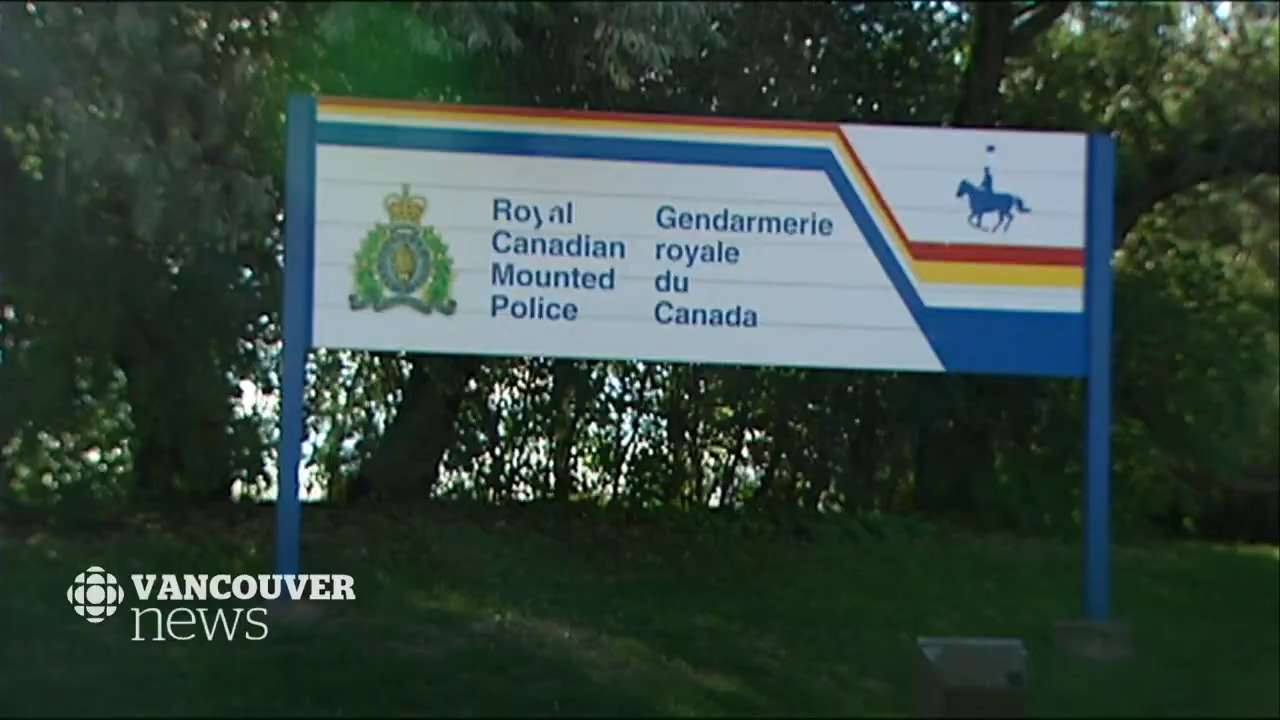 Royal
Canadian
Mounted
Police
Gendarmerie
royale
du
Canada
VANCOUVER
news